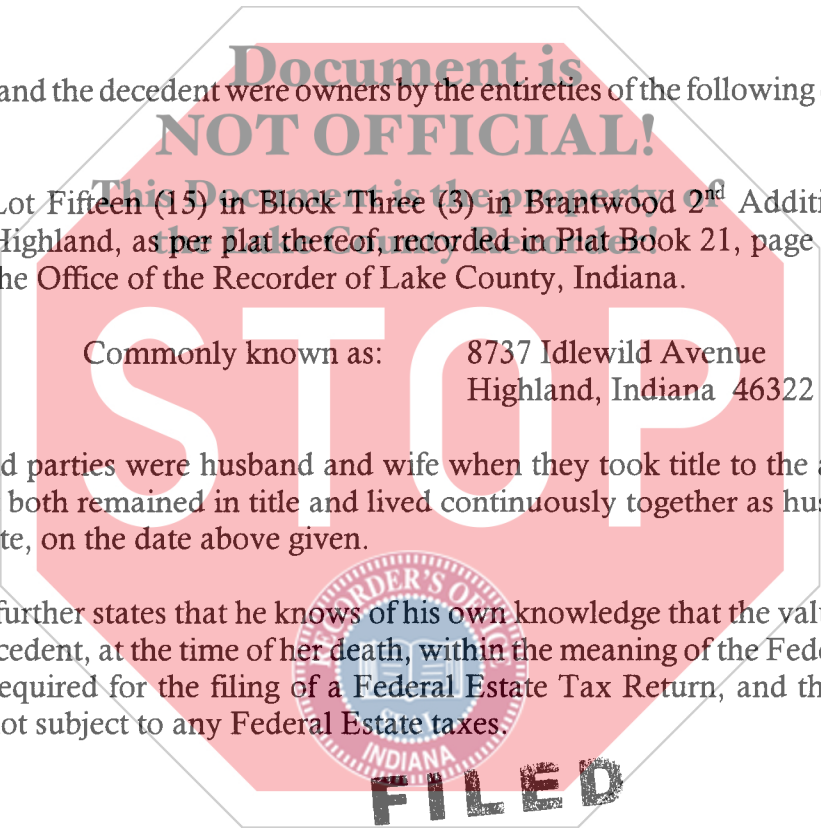 Document is
and the decedent were owners by the entireties of the following
NOT OFFICIAL!
This Document is the property of
Lot Fifteen (15) in Block Three (3) in Brantwood 2nd Additi
the Lake County Recorder!
Highland, as per plat thereof, recorded in Plat Book 21, page
he Office of the Recorder of Lake County, Indiana.
STOP
Commonly known as: 8737 Idlewild Avenue
Highland, Indiana 46322
d parties were husband and wife when they took title to the a
both remained in title and lived continuously together as hus
te, on the date above given.
RECORDER'S OFFICE
further states that he knows of his own knowledge that the valu
cedent, at the time of her death, within the meaning of the Fede
equired for the filing of a Federal Estate Tax Return, and th
ot subject to any Federal Estate taxes.
SEAL
INDIANA
FILED